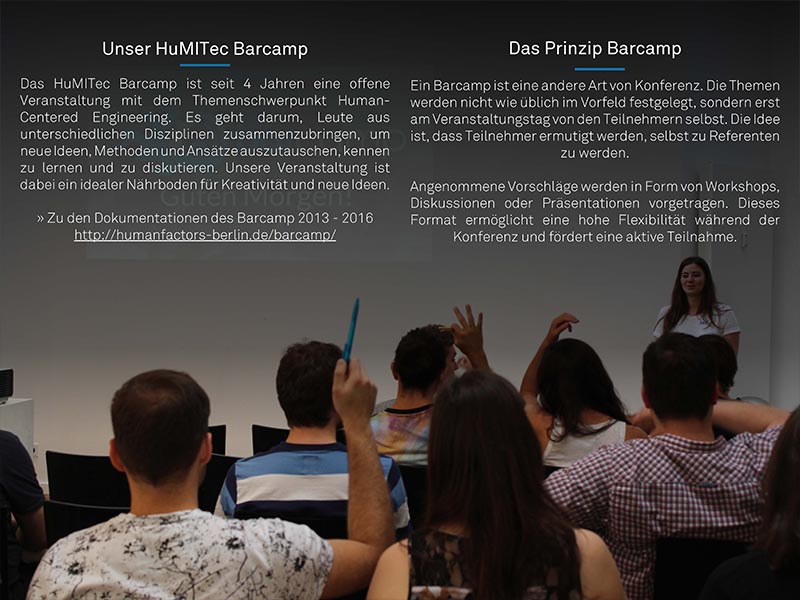 Unser HuMITec Barcamp
Das HuMITec Barcamp ist seit 4 Jahren eine offene
Veranstaltung mit dem Themenschwerpunkt Human-
Centered Engineering. Es geht darum, Leute aus
unterschiedlichen Disziplinen zusammenzubringen, um
neue Ideen, Methoden und Ansätze auszutauschen, kennen
zu lernen und zu diskutieren. Unsere Veranstaltung ist
dabei ein idealer Nährboden für Kreativität und neue Ideen.
» Zu den Dokumentationen des Barcamp 2013 - 2016
http://humanfactors-berlin.de/barcamp/
Guten Morgen!
Das Prinzip Barcamp
Ein Barcamp ist eine andere Art von Konferenz. Die Themen
werden nicht wie üblich im Vorfeld festgelegt, sondern erst
am Veranstaltungstag von den Teilnehmern selbst. Die Idee
ist, dass Teilnehmer ermutigt werden, selbst zu Referenten
zu werden.
Angenommene Vorschläge werden in Form von Workshops,
Diskussionen oder Präsentationen vorgetragen. Dieses
Format ermöglicht eine hohe Flexibilität während der
Konferenz und fördert eine aktive Teilnahme.